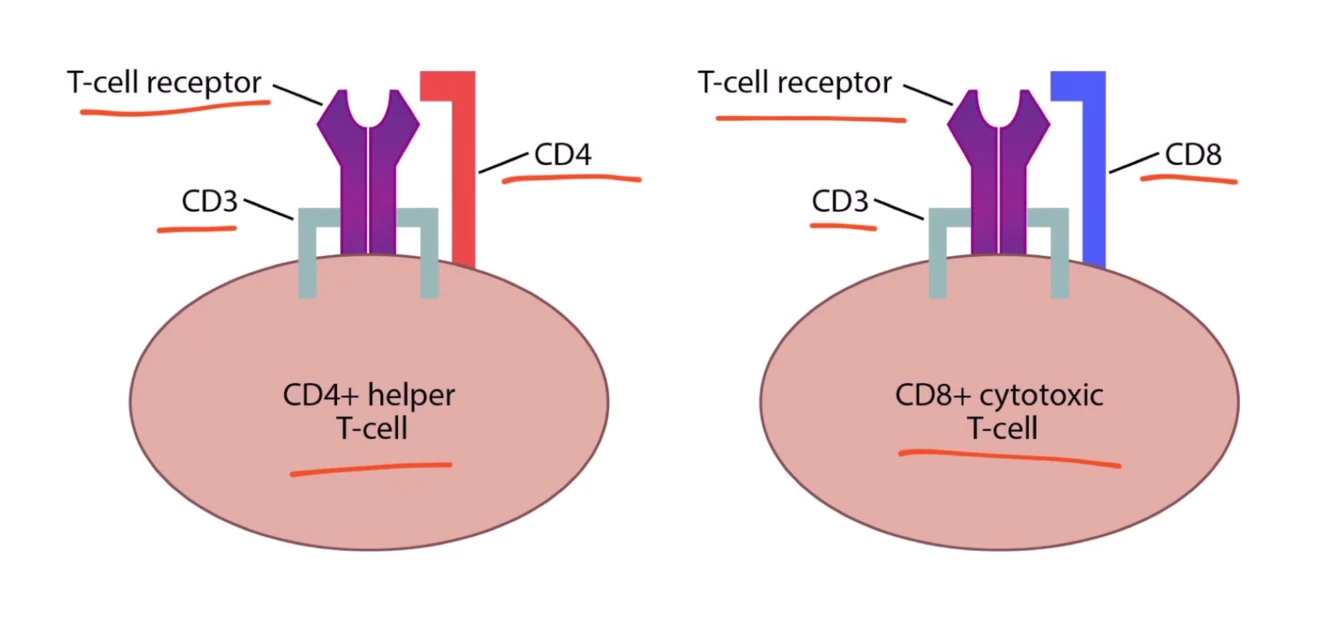 T-cell receptor
CD4
CD3
CD4+ helper
T-cell
T-cell receptor
CD8
CD3
CD8+ cytotoxic
T-cell